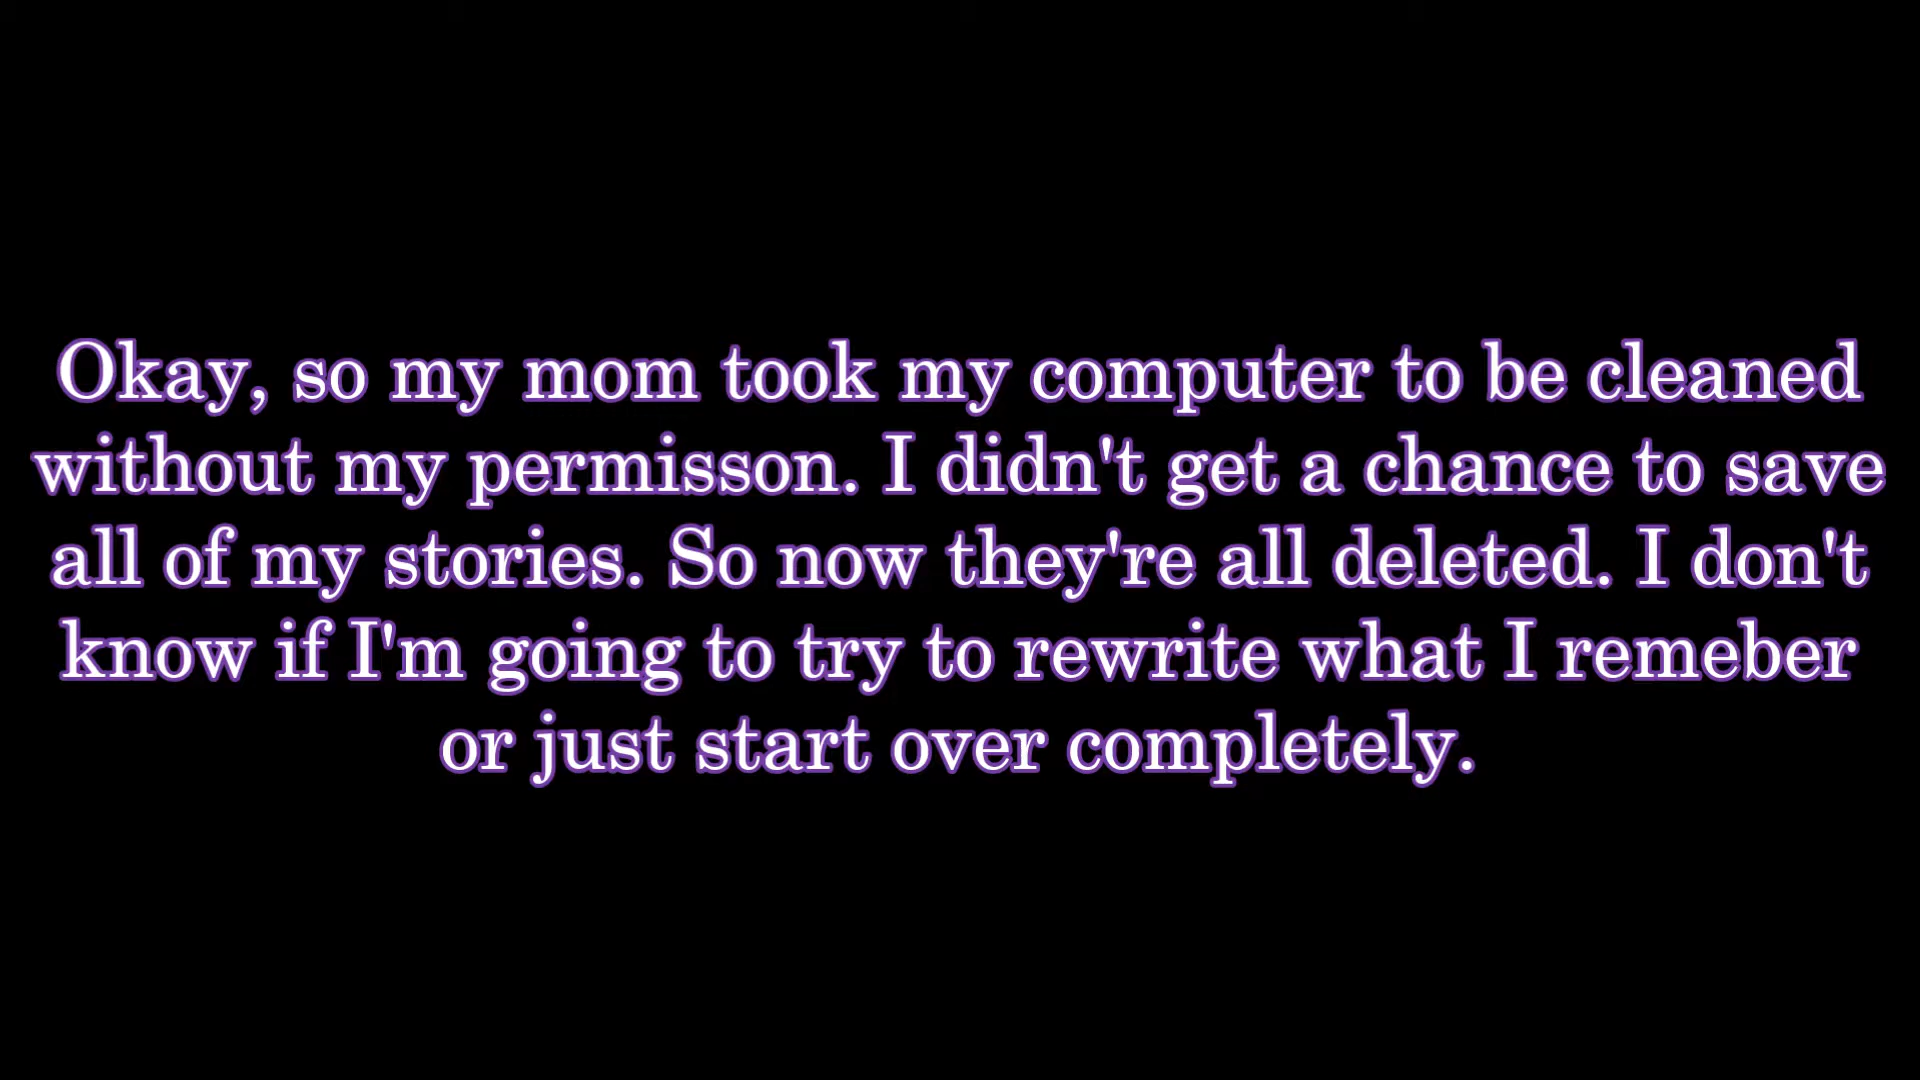 Okay, so my mom took my computer to be cleaned
without my permisson. I didn't get a chance to save
all of my stories. So now they're all deleted. I don't
know if I'm going to try to rewrite what I remeber
or just start over completely.